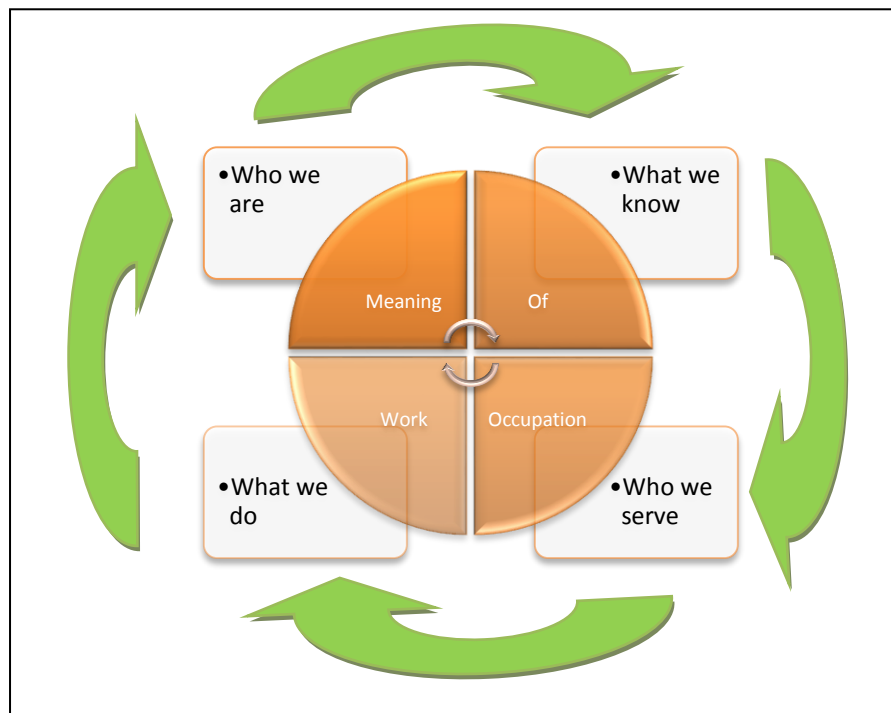 •Who we
are
•What we
know
Meaning
Of
Work
Occupation
•What we
do
•Who we
serve